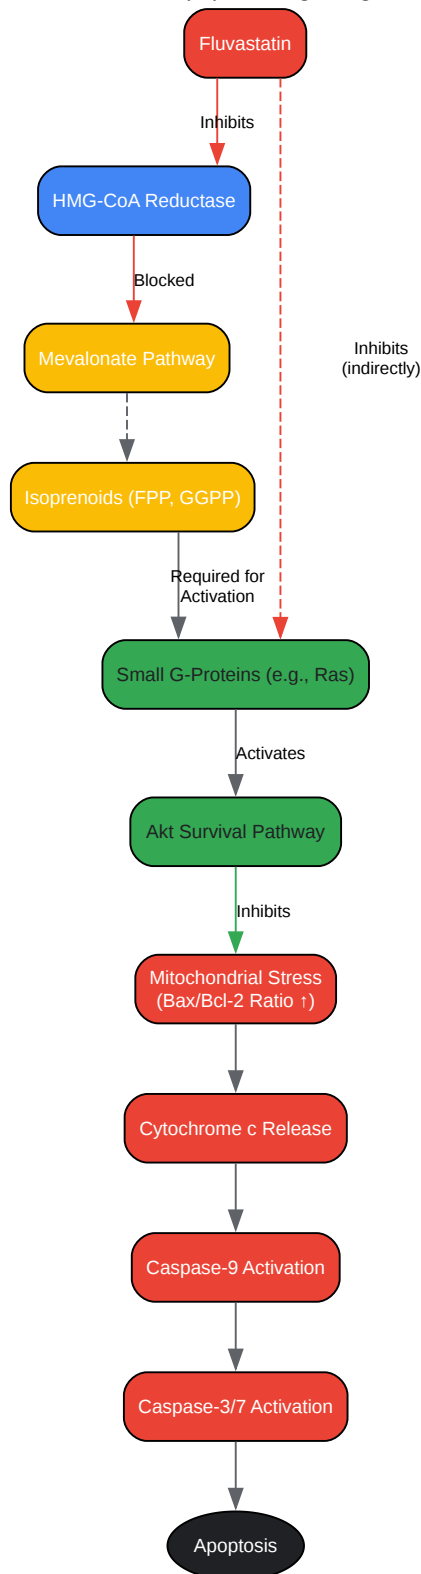 Fluvastatin
Inhibits
HMG-CoA Reductase
Blocked
Mevalonate Pathway
Inhibits
(indirectly)
Isoprenoids (FPP, GGPP)
Required for
Activation
Small G-Proteins (e.g., Ras)
Activates
Akt Survival Pathway
Inhibits
Mitochondrial Stress
(Bax/Bcl-2 Ratio ↑)
Cytochrome c Release
Caspase-9 Activation
Caspase-3/7 Activation
Apoptosis